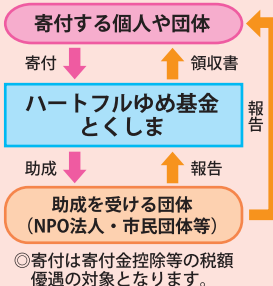 寄付する個人や団体
寄付
領収書
ハートフルゆめ基金
とくしま
報告
助成
報告
助成を受ける団体
（NPO法人・市民団体等）
◎寄付は寄付金控除等の税額
優遇の対象となります。